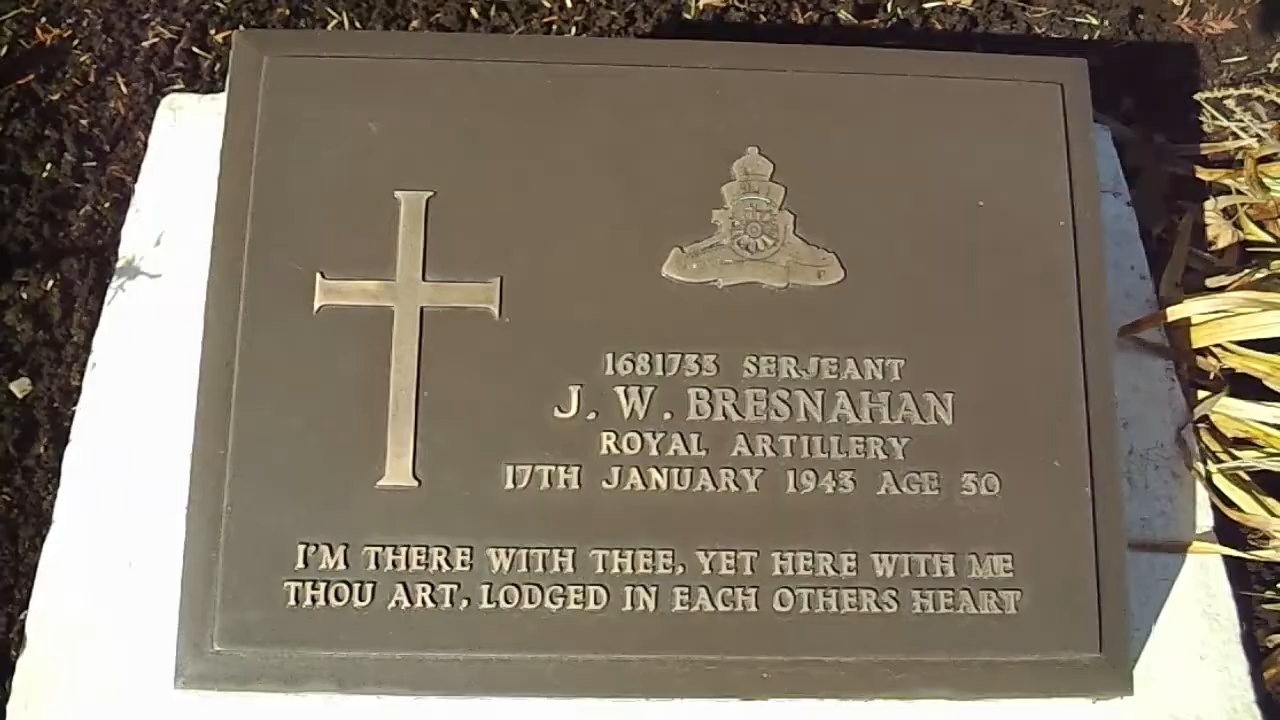 1681733 SERJEANT
J. W. BRESNAHAN
ROYAL ARTILLERY
17TH JANUARY 1943 AGE 30
I'M THERE WITH THEE, YET HERE WITH ME
THOU ART, LODGED IN EACH OTHERS HEART